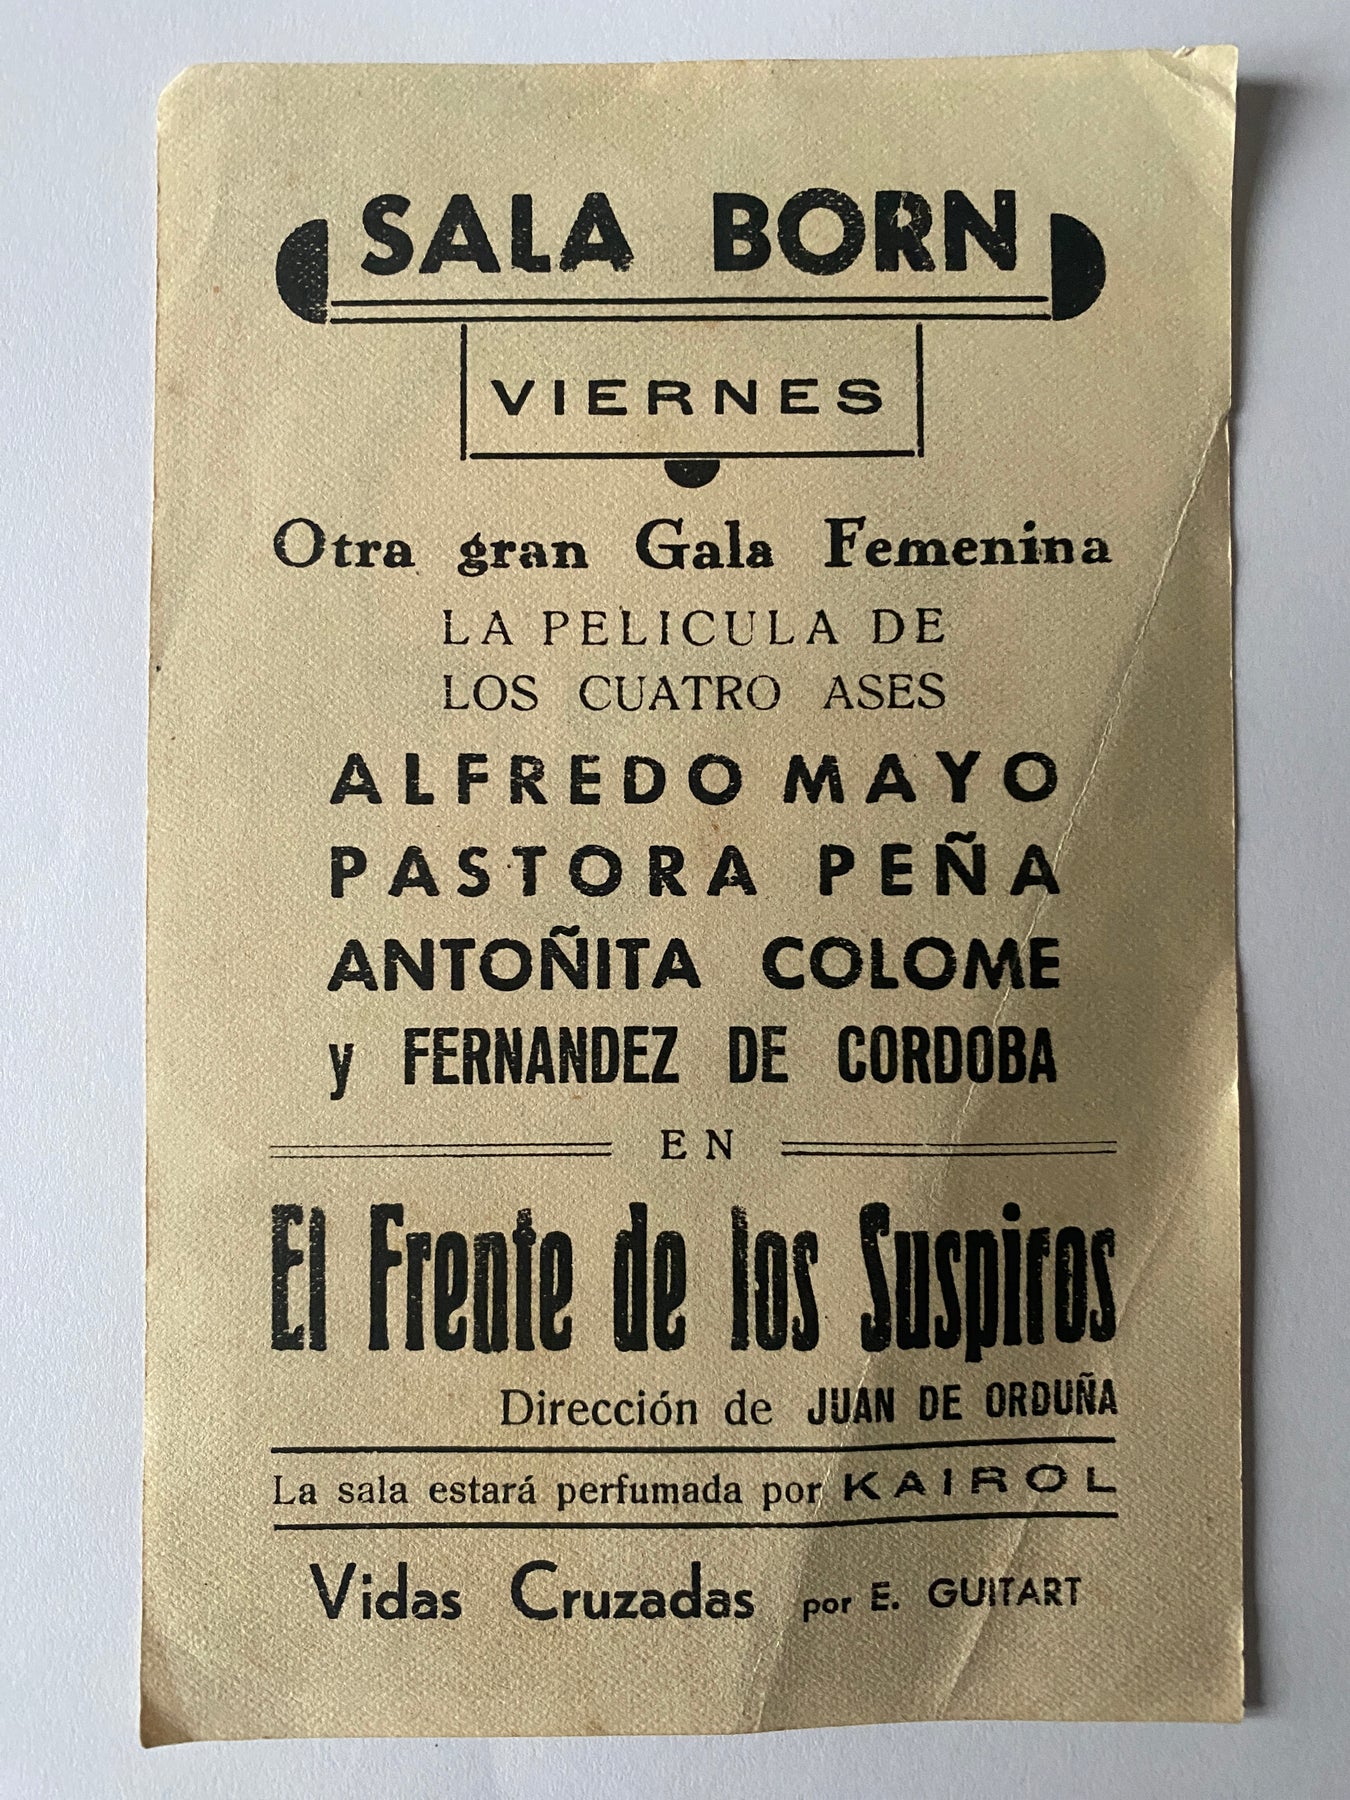 SALA BORN
VIERNES
Otra gran Gala Femenina
LA PELICULA DE
LOS CUATRO ASES
ALFREDO MAYO
PASTORA PEÑA
ANTOÑITA COLOME
y FERNANDEZ DE CORDOBA
EN
El Frente de los Suspiros
Dirección de JUAN DE ORDUÑA
La sala estará perfumada por KAIROL
Vidas Cruzadas por E. GUITART